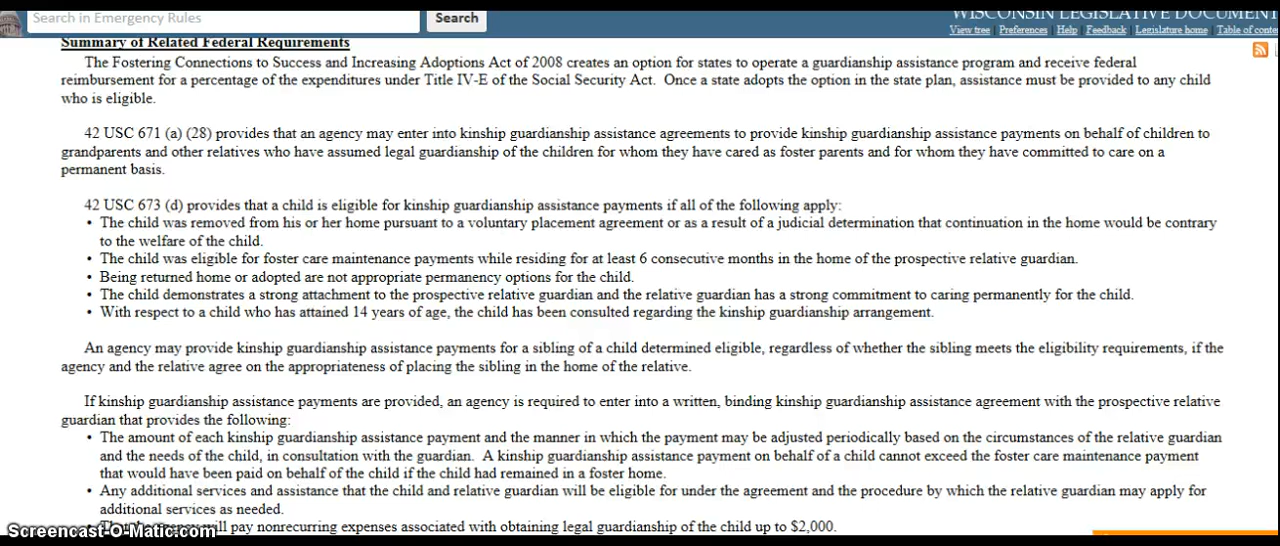 Search in Emergency Rules
Search
WISCONSIN LEGISLATIVE DOCUMENT
View tree | Preferences | Help | Feedback | Legislature home | Table of conte
Summary of Related Federal Requirements
The Fostering Connections to Success and Increasing Adoptions Act of 2008 creates an option for states to operate a guardianship assistance program and receive federal
reimbursement for a percentage of the expenditures under Title IV-E of the Social Security Act. Once a state adopts the option in the state plan, assistance must be provided to any child
who is eligible.
42 USC 671 (a) (28) provides that an agency may enter into kinship guardianship assistance agreements to provide kinship guardianship assistance payments on behalf of children to
grandparents and other relatives who have assumed legal guardianship of the children for whom they have cared as foster parents and for whom they have committed to care on a
permanent basis.
42 USC 673 (d) provides that a child is eligible for kinship guardianship assistance payments if all of the following apply:
• The child was removed from his or her home pursuant to a voluntary placement agreement or as a result of a judicial determination that continuation in the home would be contrary
to the welfare of the child.
• The child was eligible for foster care maintenance payments while residing for at least 6 consecutive months in the home of the prospective relative guardian.
• Being returned home or adopted are not appropriate permanency options for the child.
• The child demonstrates a strong attachment to the prospective relative guardian and the relative guardian has a strong commitment to caring permanently for the child.
• With respect to a child who has attained 14 years of age, the child has been consulted regarding the kinship guardianship arrangement.
An agency may provide kinship guardianship assistance payments for a sibling of a child determined eligible, regardless of whether the sibling meets the eligibility requirements, if the
agency and the relative agree on the appropriateness of placing the sibling in the home of the relative.
If kinship guardianship assistance payments are provided, an agency is required to enter into a written, binding kinship guardianship assistance agreement with the prospective relative
guardian that provides the following:
• The amount of each kinship guardianship assistance payment and the manner in which the payment may be adjusted periodically based on the circumstances of the relative guardian
and the needs of the child, in consultation with the guardian. A kinship guardianship assistance payment on behalf of a child cannot exceed the foster care maintenance payment
that would have been paid on behalf of the child if the child had remained in a foster home.
• Any additional services and assistance that the child and relative guardian will be eligible for under the agreement and the procedure by which the relative guardian may apply for
additional services as needed.
will pay nonrecurring expenses associated with obtaining legal guardianship of the child up to $2,000.
Screencast-O-Matic.com